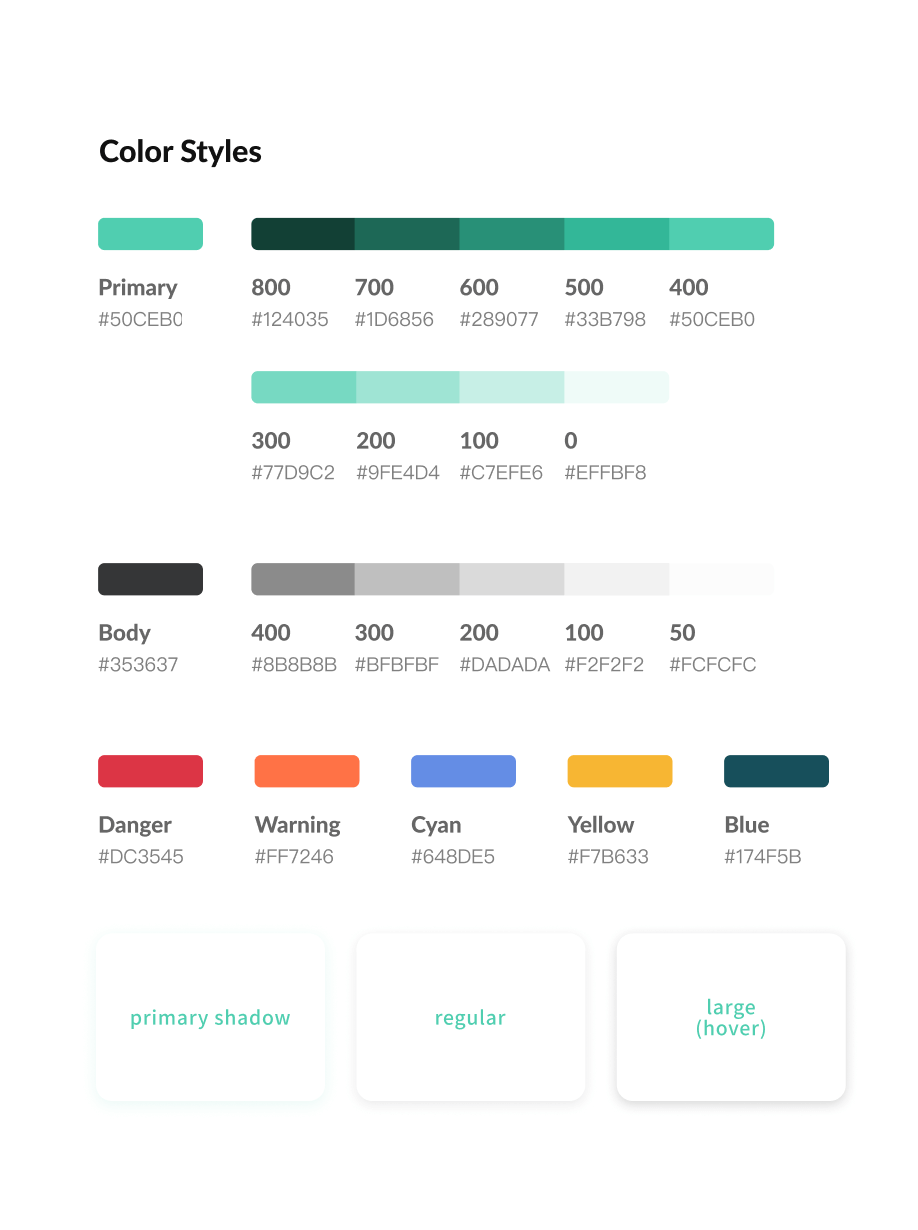 Color Styles
Primary
#50CEB0
800 700 600 500 400
#124035 #1D6856 #289077 #33B798 #50CEB0
300 200 100 0
#77D9C2 #9FE4D4 #C7EFE6 #EFFBF8
Body
#353637
400 300 200 100 50
#8B8B8B #BFBFBF #DADADA #F2F2F2 #FCFCFC
Danger Warning Cyan Yellow Blue
#DC3545 #FF7246 #648DE5 #F7B633 #174F5B
primary shadow
regular
large
(hover)